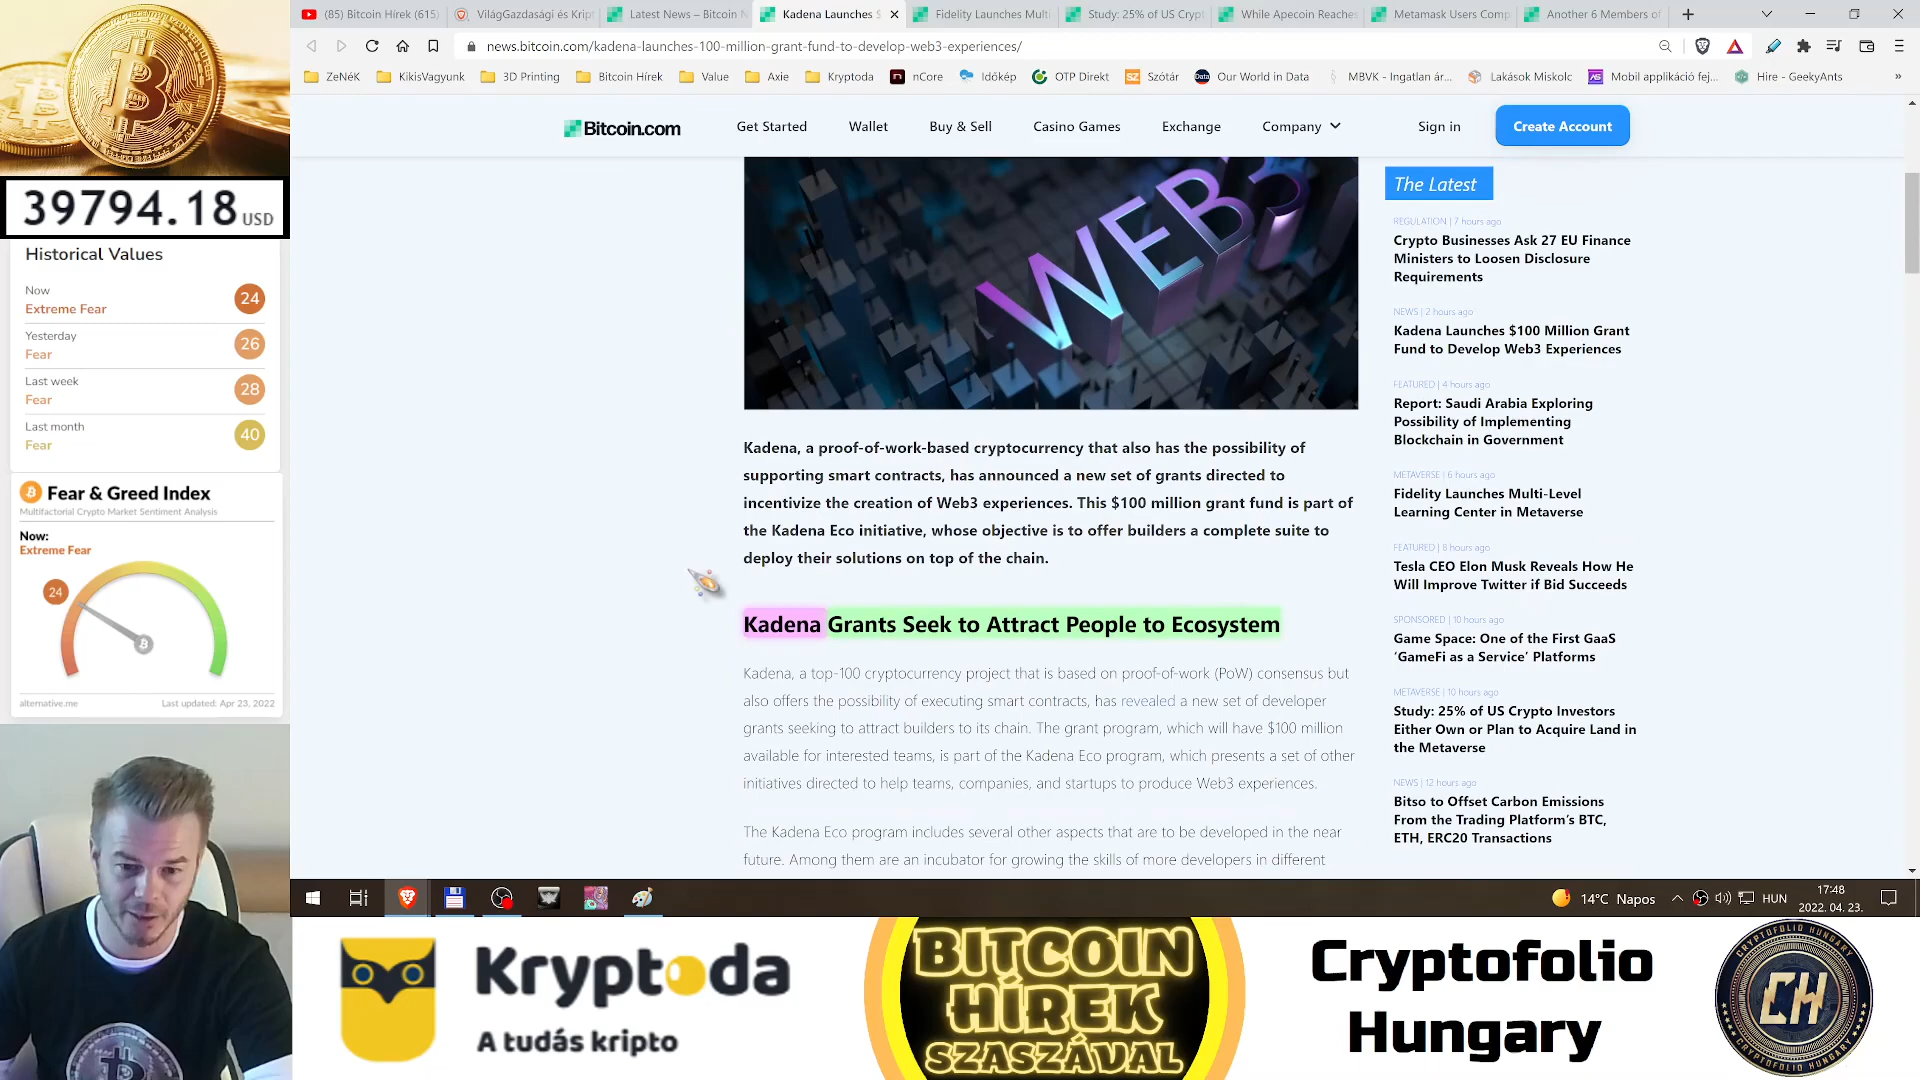 (85) Bitcoin Hírek (615)
VilágGazdasági és Krip
Latest News – Bitcoin N
Kadena Launches $
Fidelity Launches Multi
Study: 25% of US Crypt
While Apecoin Reaches
Metamask Users Comp
Another 6 Members of
news.bitcoin.com/kadena-launches-100-million-grant-fund-to-develop-web3-experiences/
ZeNéK
KikisVagyunk
3D Printing
Bitcoin Hírek
Value
Axie
Kryptoda
nCore
Időkép
OTP Direkt
SZ Szótár
Our World in Data
MBVK - Ingatlan ár...
Lakások Miskolc
Mobil applikáció fej...
Hire - GeekyAnts
»
Bitcoin.com
Get Started
Wallet
Buy & Sell
Casino Games
Exchange
Company
Sign in
Create Account
39794.18 USD
Historical Values
Now
Extreme Fear
24
Yesterday
Fear
26
Last week
Fear
28
Last month
Fear
40
Fear & Greed Index
Multifactorial Crypto Market Sentiment Analysis
Now:
Extreme Fear
24
alternative.me
Last updated: Apr 23, 2022
WEB3
Kadena, a proof-of-work-based cryptocurrency that also has the possibility of
supporting smart contracts, has announced a new set of grants directed to
incentivize the creation of Web3 experiences. This $100 million grant fund is part of
the Kadena Eco initiative, whose objective is to offer builders a complete suite to
deploy their solutions on top of the chain.
Kadena Grants Seek to Attract People to Ecosystem
Kadena, a top-100 cryptocurrency project that is based on proof-of-work (PoW) consensus but
also offers the possibility of executing smart contracts, has revealed a new set of developer
grants seeking to attract builders to its chain. The grant program, which will have $100 million
available for interested teams, is part of the Kadena Eco program, which presents a set of other
initiatives directed to help teams, companies, and startups to produce Web3 experiences.
The Kadena Eco program includes several other aspects that are to be developed in the near
future. Among them are an incubator for growing the skills of more developers in different
The Latest
REGULATION | 7 hours ago
Crypto Businesses Ask 27 EU Finance
Ministers to Loosen Disclosure
Requirements
NEWS | 2 hours ago
Kadena Launches $100 Million Grant
Fund to Develop Web3 Experiences
FEATURED | 4 hours ago
Report: Saudi Arabia Exploring
Possibility of Implementing
Blockchain in Government
METAVERSE | 6 hours ago
Fidelity Launches Multi-Level
Learning Center in Metaverse
FEATURED | 8 hours ago
Tesla CEO Elon Musk Reveals How He
Will Improve Twitter if Bid Succeeds
SPONSORED | 10 hours ago
Game Space: One of the First GaaS
‘GameFi as a Service’ Platforms
METAVERSE | 10 hours ago
Study: 25% of US Crypto Investors
Either Own or Plan to Acquire Land in
the Metaverse
NEWS | 12 hours ago
Bitso to Offset Carbon Emissions
From the Trading Platform’s BTC,
ETH, ERC20 Transactions
14°C Napos
HUN
17:48
2022. 04. 23.
Kryptoda
A tudás kripto
BITCOIN
HÍREK
SZASZÁVAL
Cryptofolio
Hungary
CRYPTOFOLIO HUNGARY
CH
CRYPTOFOLIO HUNGARY